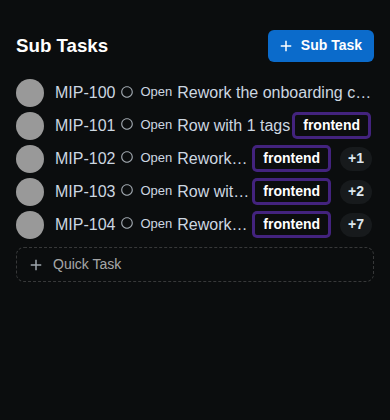 Sub Tasks
Sub Task
MIP-100 Open Rework the onboarding c…
MIP-101 Open Row with 1 tags frontend
MIP-102 Open Rework… frontend +1
MIP-103 Open Row wit… frontend +2
MIP-104 Open Rework… frontend +7
Quick Task